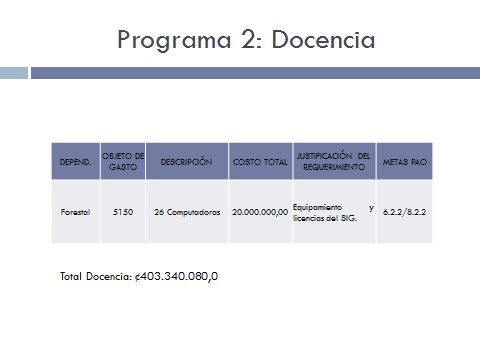 Programa 2: Docencia
DEPEND. OBJETO DE GASTO DESCRIPCIÓN COSTO TOTAL JUSTIFICACIÓN DEL REQUERIMIENTO METAS PAO
Forestal 5150 26 Computadoras 20.000.000,00 Equipamiento y licencias del SIG. 6.2.2/8.2.2
Total Docencia: ¢403.340.080,0